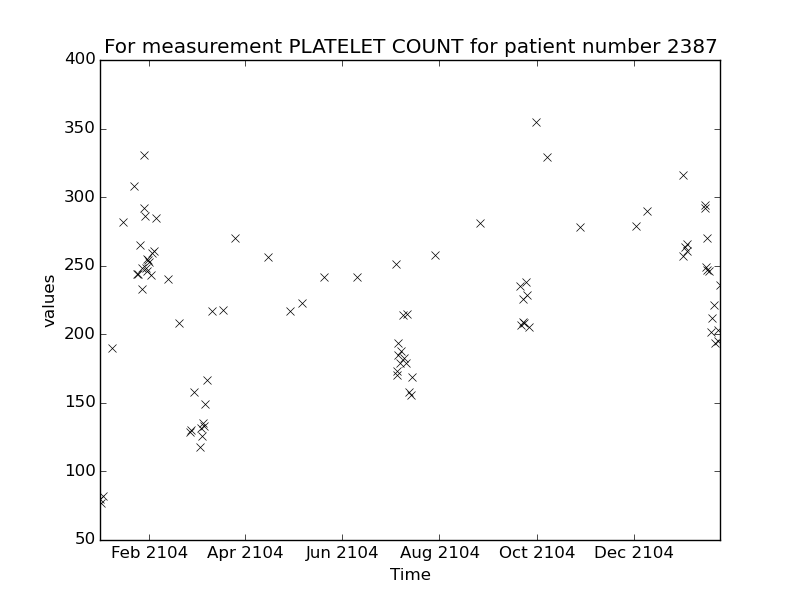 For measurement PLATELET COUNT for patient number 2387
400
350
300
250
200
150
100
50
values
Feb 2104 Apr 2104 Jun 2104 Aug 2104 Oct 2104 Dec 2104
Time